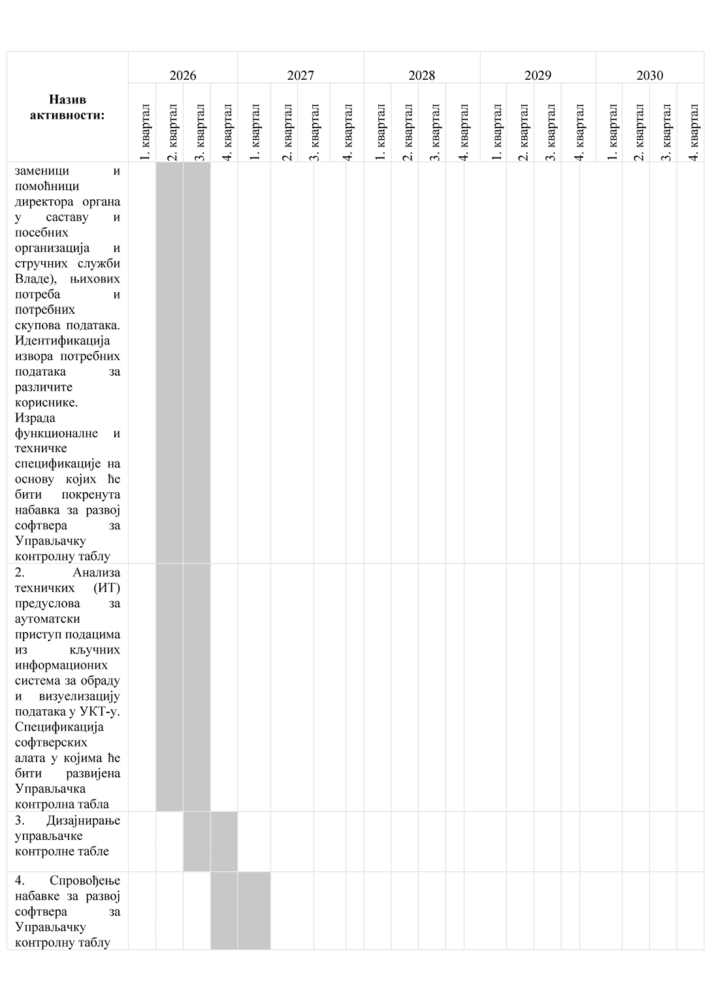 2026 2027 2028 2029 2030
Назив
активности:
1. квартал 2. квартал 3. квартал 4. квартал 1. квартал 2. квартал 3. квартал 4. квартал 1. квартал 2. квартал 3. квартал 4. квартал 1. квартал 2. квартал 3. квартал 4. квартал 1. квартал 2. квартал 3. квартал 4. квартал
заменици и
помоћници
директора органа
у саставу и
посебних
организација и
стручних служби
Владе), њихових
потреба и
потребних
скупова података.
Идентификација
извора потребних
података за
различите
кориснике.
Израда
функционалне и
техничке
спецификације на
основу којих ће
бити покренута
набавка за развој
софтвера за
Управљачку
контролну таблу
2. Анализа
техничких (ИТ)
предуслова за
аутоматски
приступ подацима
из кључних
информационих
система за обраду
и визуелизацију
података у УКТ-у.
Спецификација
софтверских
алата у којима ће
бити развијена
Управљачка
контролна табла
3. Дизајнирање
управљачке
контролне табле
4. Спровођење
набавке за развој
софтвера за
Управљачку
контролну таблу